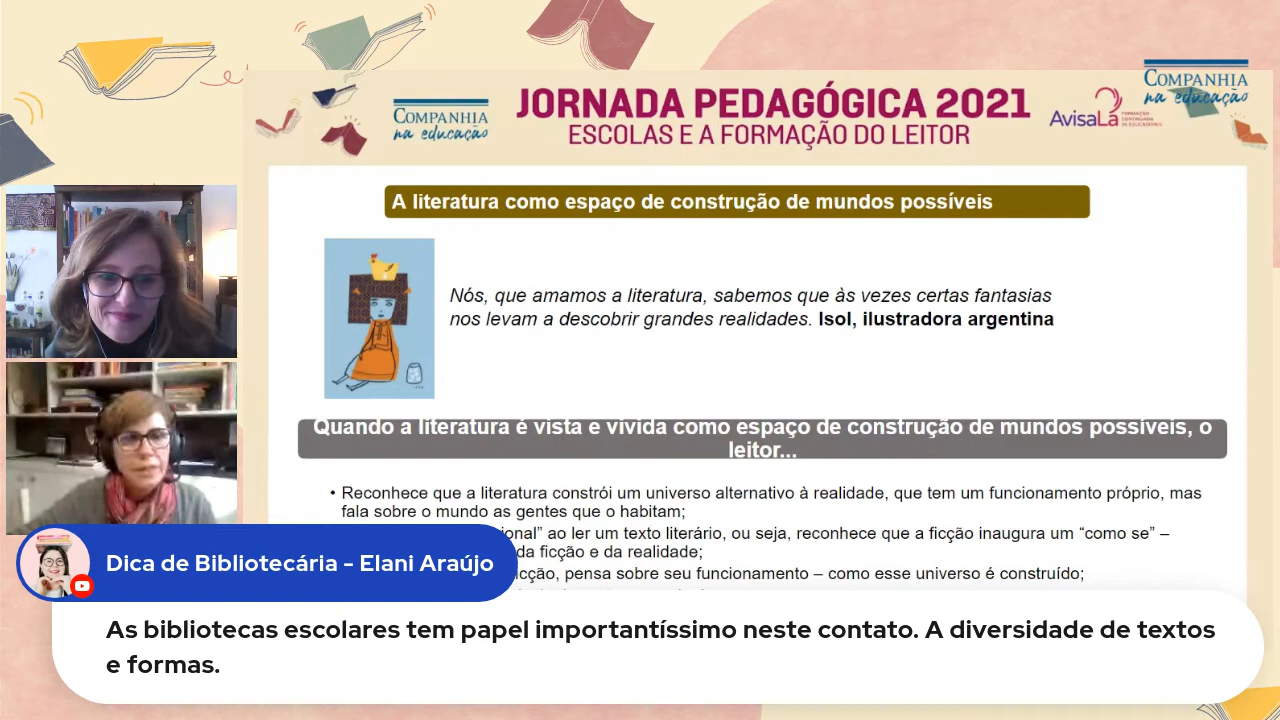 COMPANHIA
na educação
JORNADA PEDAGÓGICA 2021
ESCOLAS E A FORMAÇÃO DO LEITOR
AvisaLá
FORMAÇÃO
CONTINUADA
DE EDUCADORES
COMPANHIA
na educação
A literatura como espaço de construção de mundos possíveis
Nós, que amamos a literatura, sabemos que às vezes certas fantasias
nos levam a descobrir grandes realidades. Isol, ilustradora argentina
Quando a literatura é vista e vivida como espaço de construção de mundos possíveis, o
leitor...
• Reconhece que a literatura constrói um universo alternativo à realidade, que tem um funcionamento próprio, mas
fala sobre o mundo as gentes que o habitam;
ional” ao ler um texto literário, ou seja, reconhece que a ficção inaugura um “como se” –
da ficção e da realidade;
icção, pensa sobre seu funcionamento – como esse universo é construído;
Dica de Bibliotecária - Elani Araújo
As bibliotecas escolares tem papel importantíssimo neste contato. A diversidade de textos
e formas.